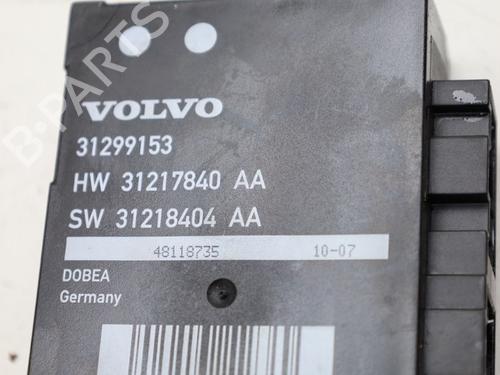 VOLVO
31299153
HW 31217840 AA
SW 31218404 AA
48118735 10-07
DOBEA
Germany
B-PARTS